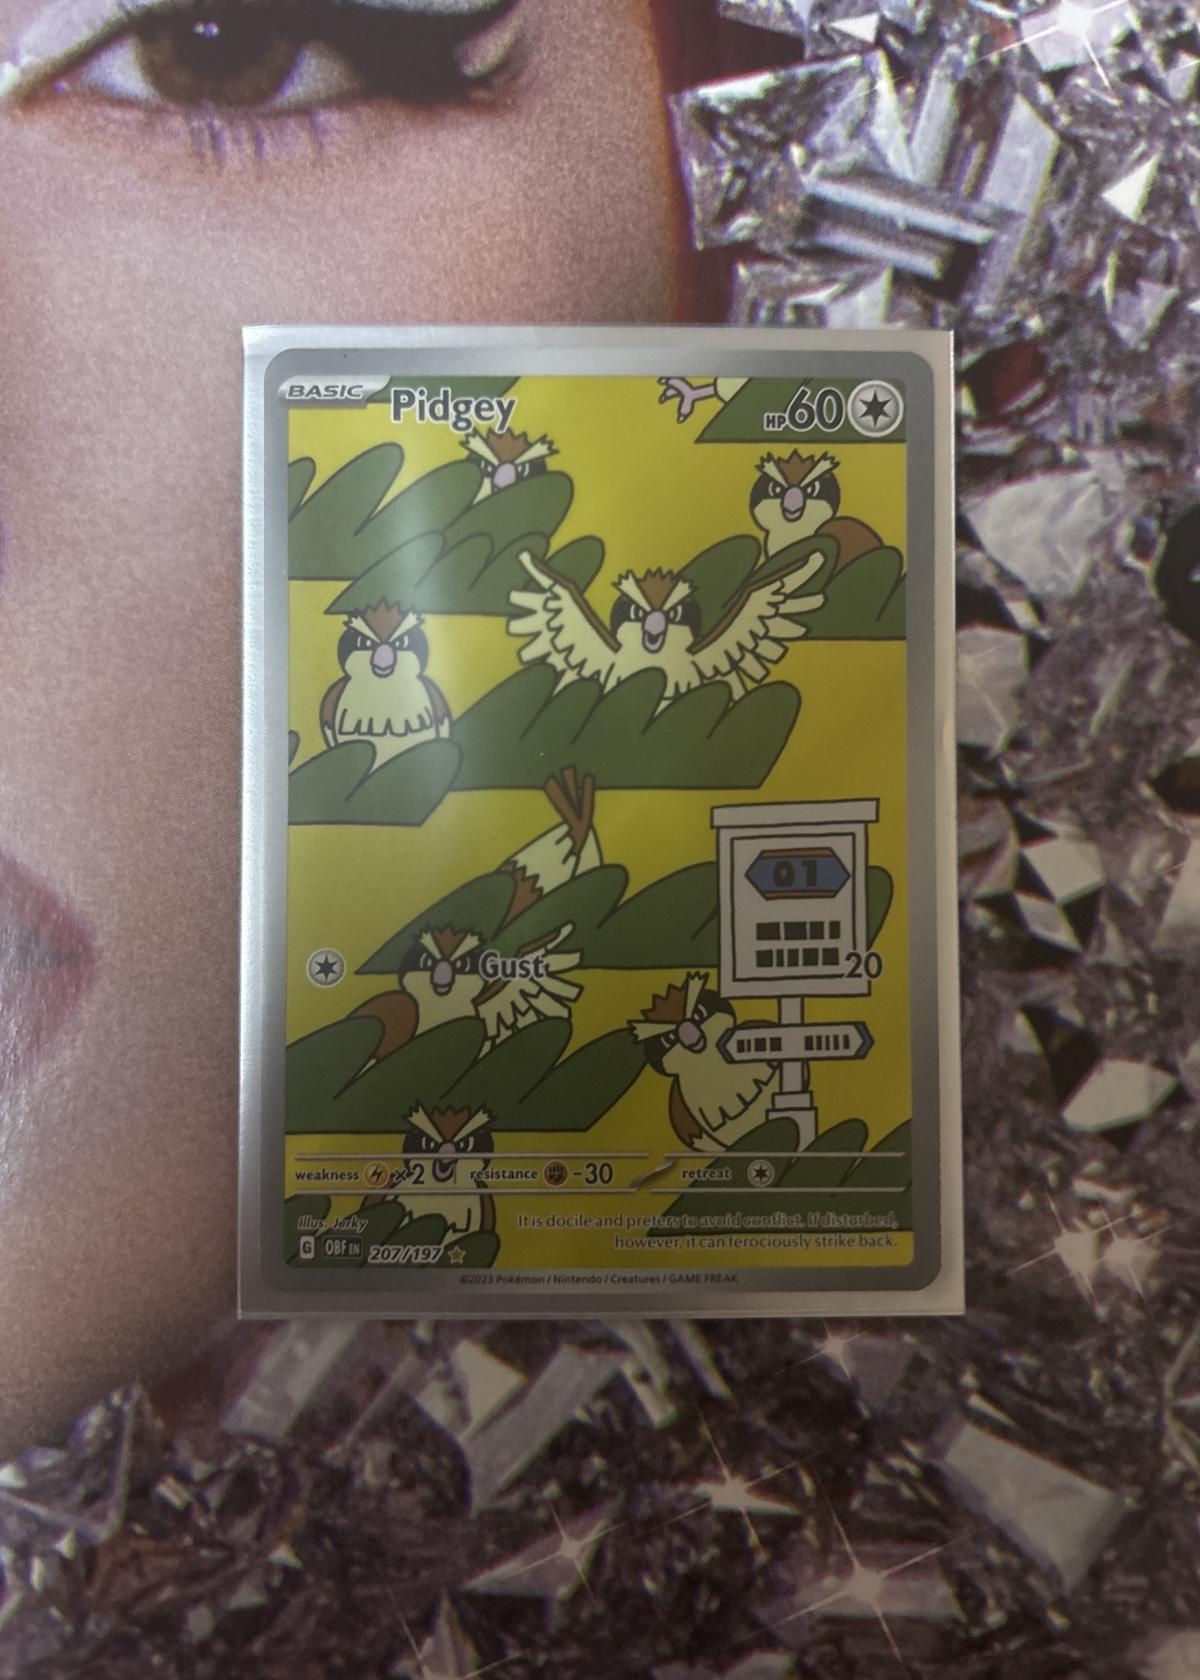 BASIC Pidgey HP60
01
Gust 20
weakness ×2 resistance -30 retreat
Illus. Jerky
It is docile and prefers to avoid conflict. If disturbed,
however, it can ferociously strike back.
G OBF EN 207/197
©2023 Pokémon / Nintendo / Creatures / GAME FREAK